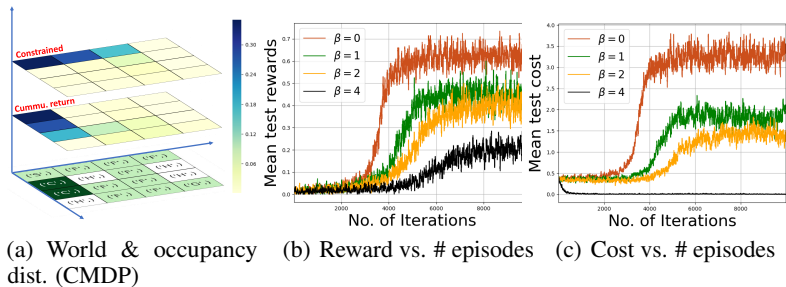 Constrained
Cummu. return
('S',) ('F',) ('F',) ('F',)
('C',) ('F',) ('F',) ('H',)
('C',) ('F',) ('F',)
('H',) ('F',) ('F',) ('G',)
0.30
0.24
0.18
0.12
0.06
Mean test rewards
0.7
0.6
0.5
0.4
0.3
0.2
0.1
0.0
β = 0
β = 1
β = 2
β = 4
2000 4000 6000 8000
No. of Iterations
Mean test cost
4.0
3.5
3.0
2.5
2.0
1.5
1.0
0.5
0.0
β = 0
β = 1
β = 2
β = 4
2000 4000 6000 8000
No. of Iterations
(a) World & occupancy
dist. (CMDP)
(b) Reward vs. # episodes
(c) Cost vs. # episodes